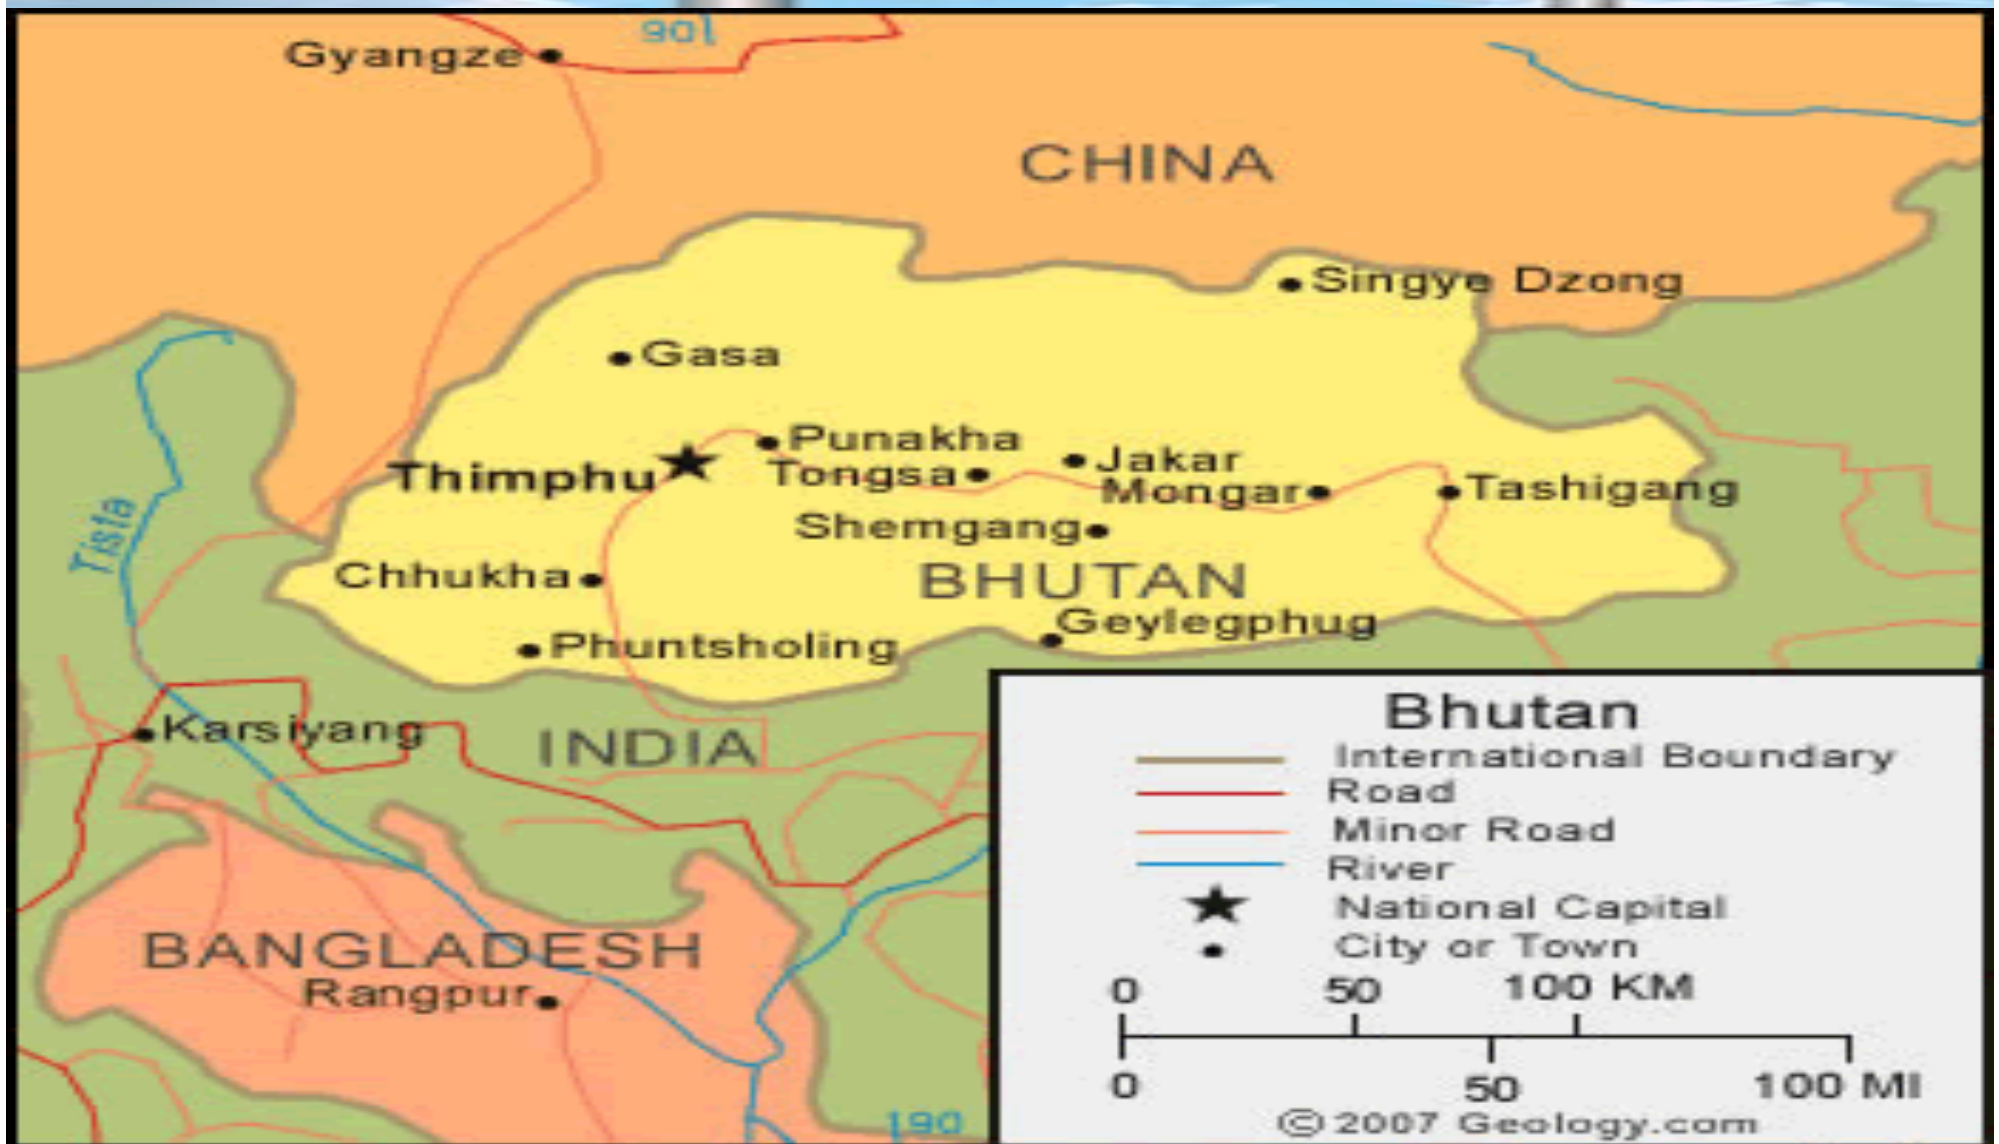 Gyangze
CHINA
Singye Dzong
Gasa
Punakha
Thimphu
Tongsa
Jakar
Mongar
Tashigang
Shemgang
Tista
Chhukha
BHUTAN
Geylegphug
Phuntsholing
Karsiyang
INDIA
BANGLADESH
Rangpur
190
Bhutan
International Boundary
Road
Minor Road
River
National Capital
City or Town
0 50 100 KM
0 50 100 MI
© 2007 Geology.com